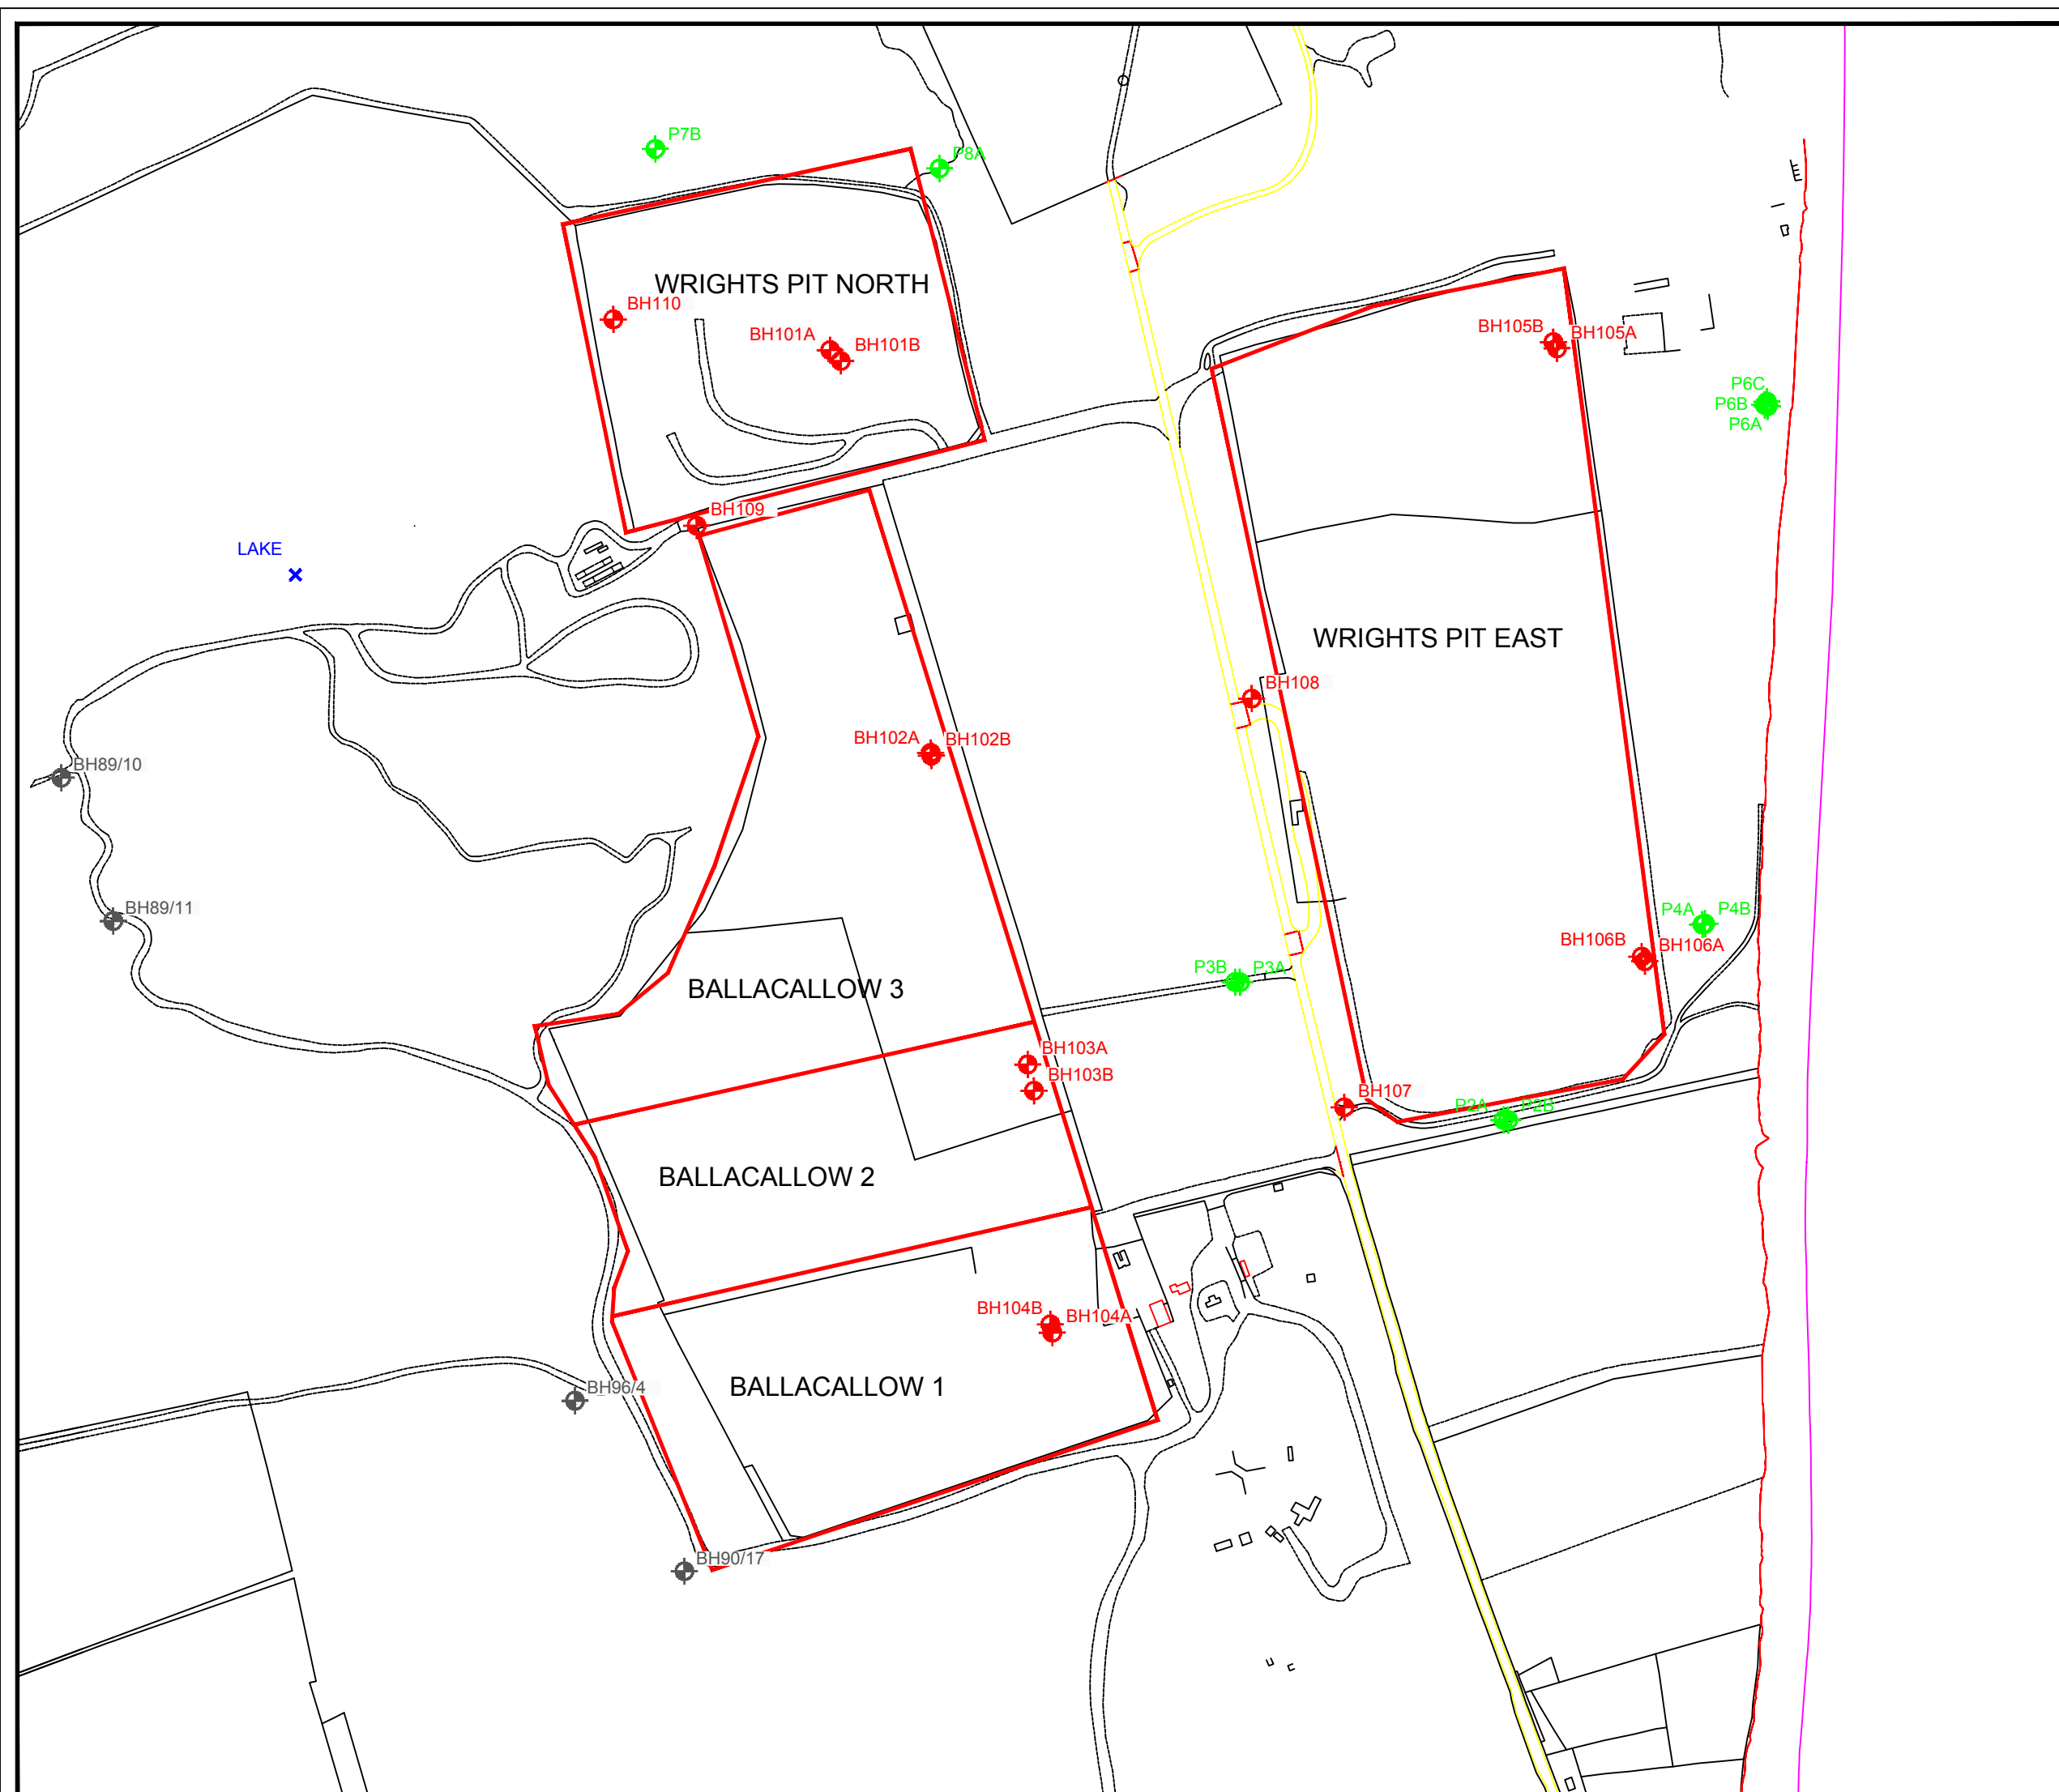 P7B
P8A
WRIGHTS PIT NORTH
BH110
BH101A
BH101B
BH105B
BH105A
P6C
P6B
P6A
BH109
LAKE
WRIGHTS PIT EAST
BH108
BH102A
BH102B
BH89/10
BH89/11
P4A
P4B
BH106B
BH106A
P3B
P3A
BALLACALLOW 3
BH103A
BH103B
BH107
P2A
P2B
BALLACALLOW 2
BH104B
BH104A
BH96/4
BALLACALLOW 1
BH90/17